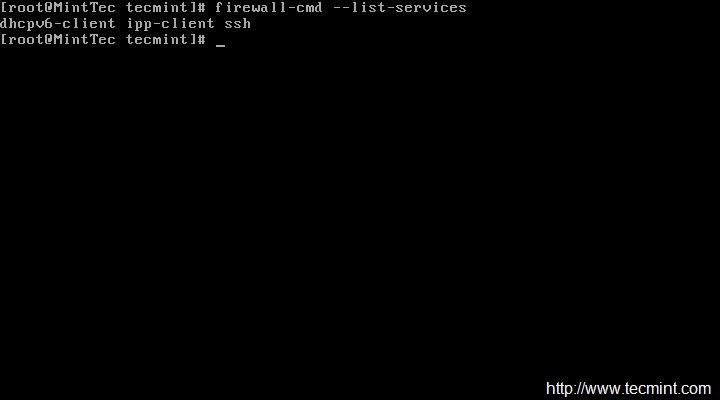 [root@MintTec tecmint]# firewall-cmd --list-services
dhcpv6-client ipp-client ssh
[root@MintTec tecmint]# _
http://www.tecmint.com